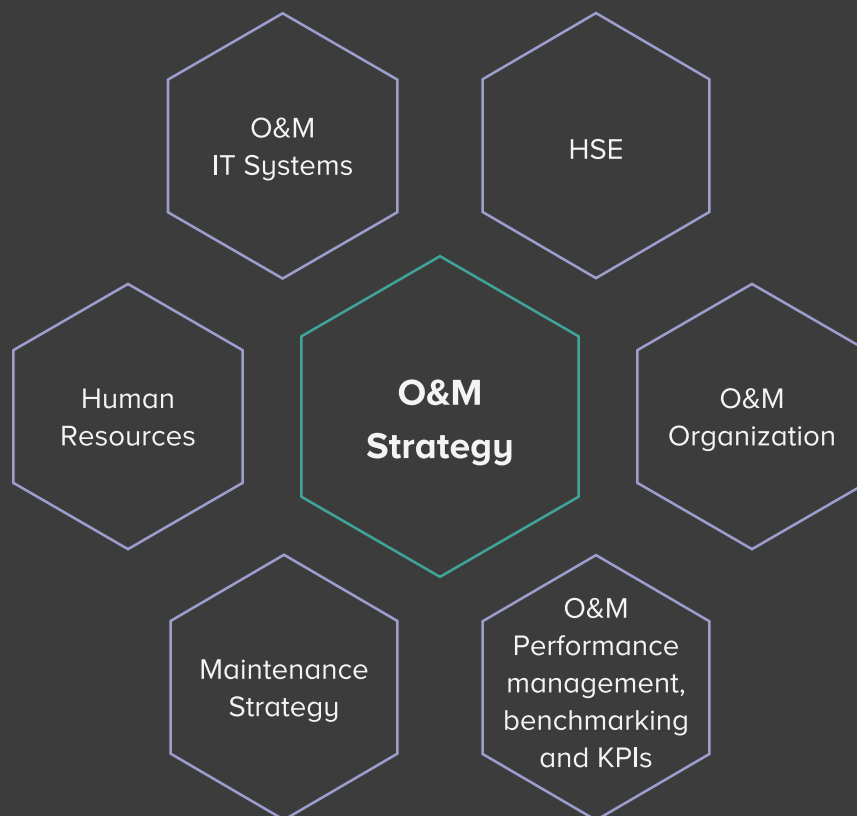 O&M
IT Systems
HSE
Human
Resources
O&M
Strategy
O&M
Organization
Maintenance
Strategy
O&M
Performance
management,
benchmarking
and KPIs